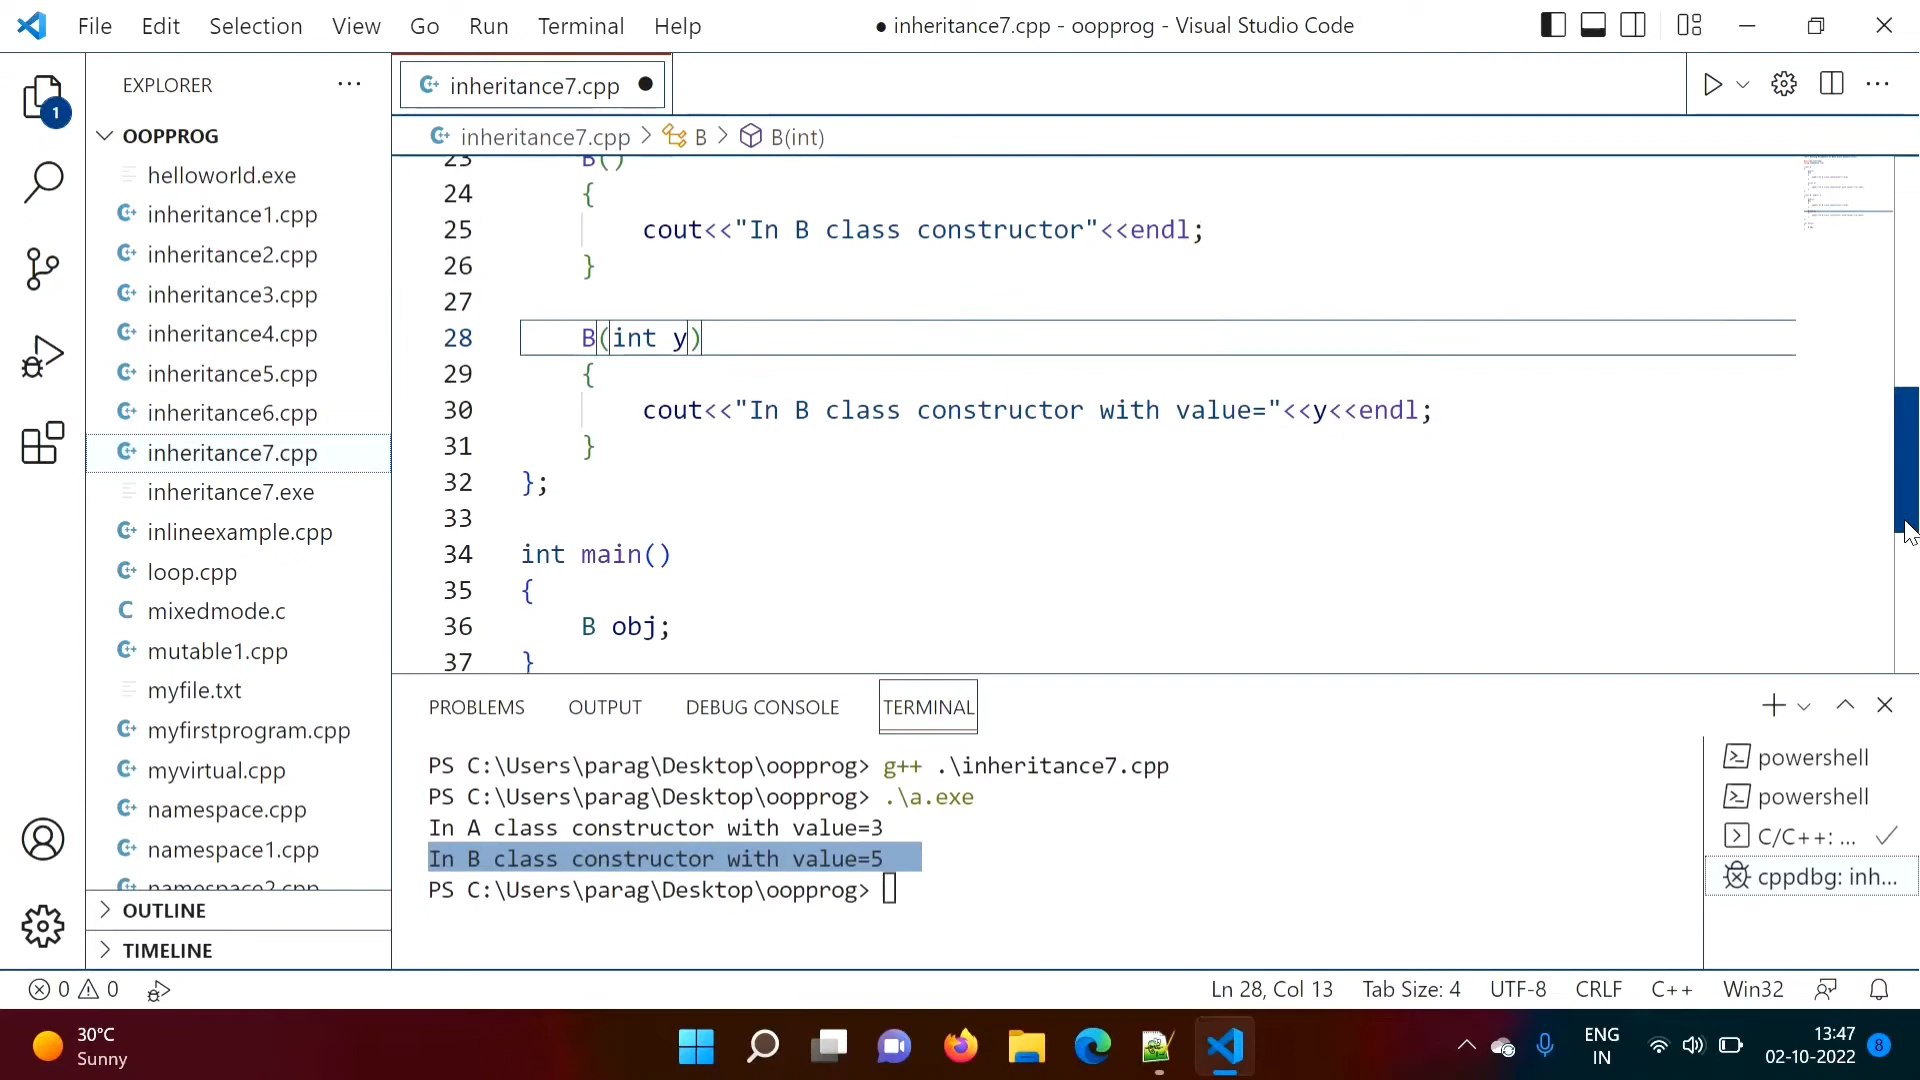 File Edit Selection View Go Run Terminal Help
● inheritance7.cpp - oopprog - Visual Studio Code
EXPLORER ...
1
OOPPROG
helloworld.exe
inheritance1.cpp
inheritance2.cpp
inheritance3.cpp
inheritance4.cpp
inheritance5.cpp
inheritance6.cpp
inheritance7.cpp
inheritance7.exe
inlineexample.cpp
loop.cpp
C mixedmode.c
mutable1.cpp
myfile.txt
myfirstprogram.cpp
myvirtual.cpp
namespace.cpp
namespace1.cpp
namespace2.cpp
OUTLINE
TIMELINE
inheritance7.cpp ●
inheritance7.cpp > B > B(int)
23 B()
24 {
25 cout<<"In B class constructor"<<endl;
26 }
27
28 B(int y)
29 {
30 cout<<"In B class constructor with value="<<y<<endl;
31 }
32 };
33
34 int main()
35 {
36 B obj;
37 }
PROBLEMS OUTPUT DEBUG CONSOLE TERMINAL
PS C:\Users\parag\Desktop\oopprog> g++ .\inheritance7.cpp
PS C:\Users\parag\Desktop\oopprog> .\a.exe
In A class constructor with value=3
In B class constructor with value=5
PS C:\Users\parag\Desktop\oopprog>
powershell
powershell
C/C++: ...
cppdbg: inh...
0 0
Ln 28, Col 13 Tab Size: 4 UTF-8 CRLF C++ Win32
30°C
Sunny
ENG
IN
13:47
02-10-2022
8